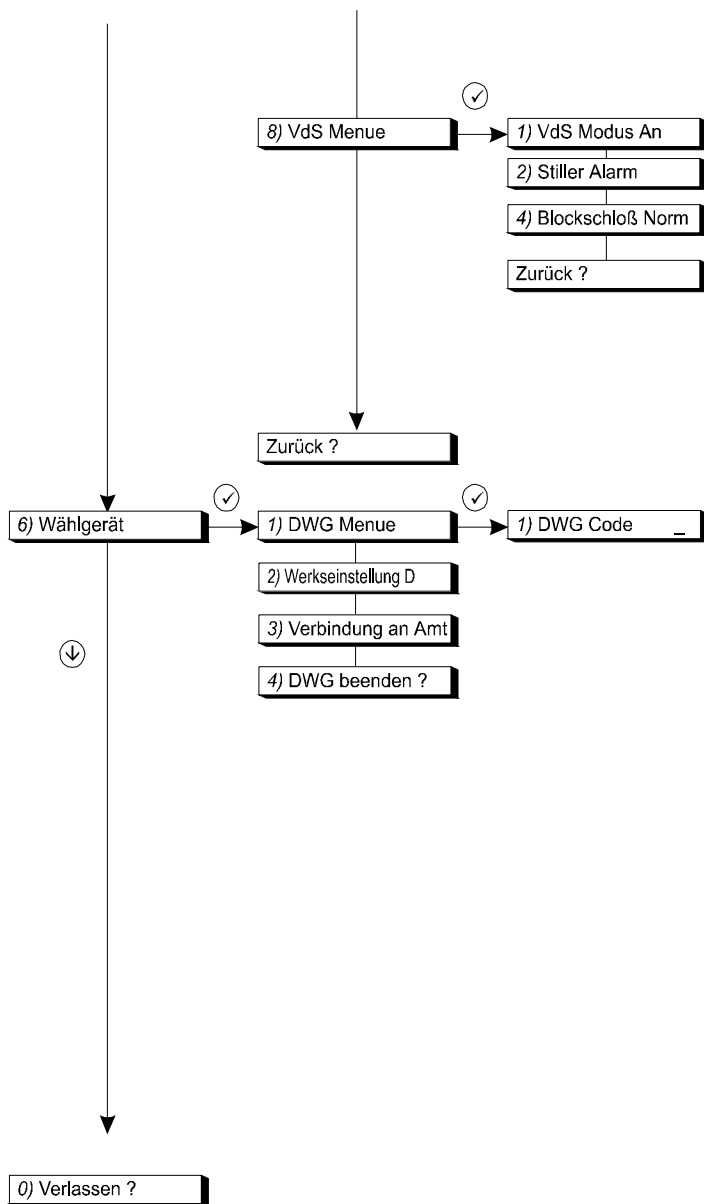 8) VdS Menue
1) VdS Modus An
2) Stiller Alarm
4) Blockschloß Norm
Zurück ?
Zurück ?
6) Wählgerät
1) DWG Menue
1) DWG Code _
2) Werkseinstellung D
3) Verbindung an Amt
4) DWG beenden ?
0) Verlassen ?